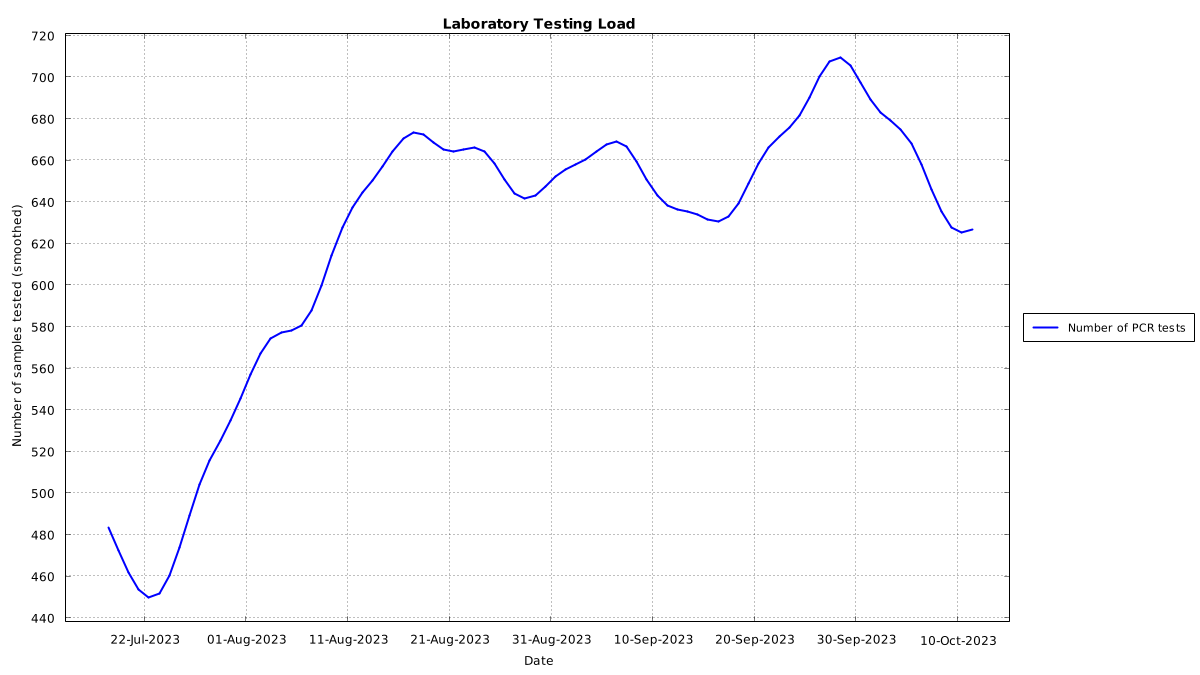 Laboratory Testing Load
720
700
680
660
640
620
600
580
560
540
520
500
480
460
440
Number of samples tested (smoothed)
22-Jul-2023
01-Aug-2023
11-Aug-2023
21-Aug-2023
31-Aug-2023
10-Sep-2023
20-Sep-2023
30-Sep-2023
10-Oct-2023
Date
Number of PCR tests